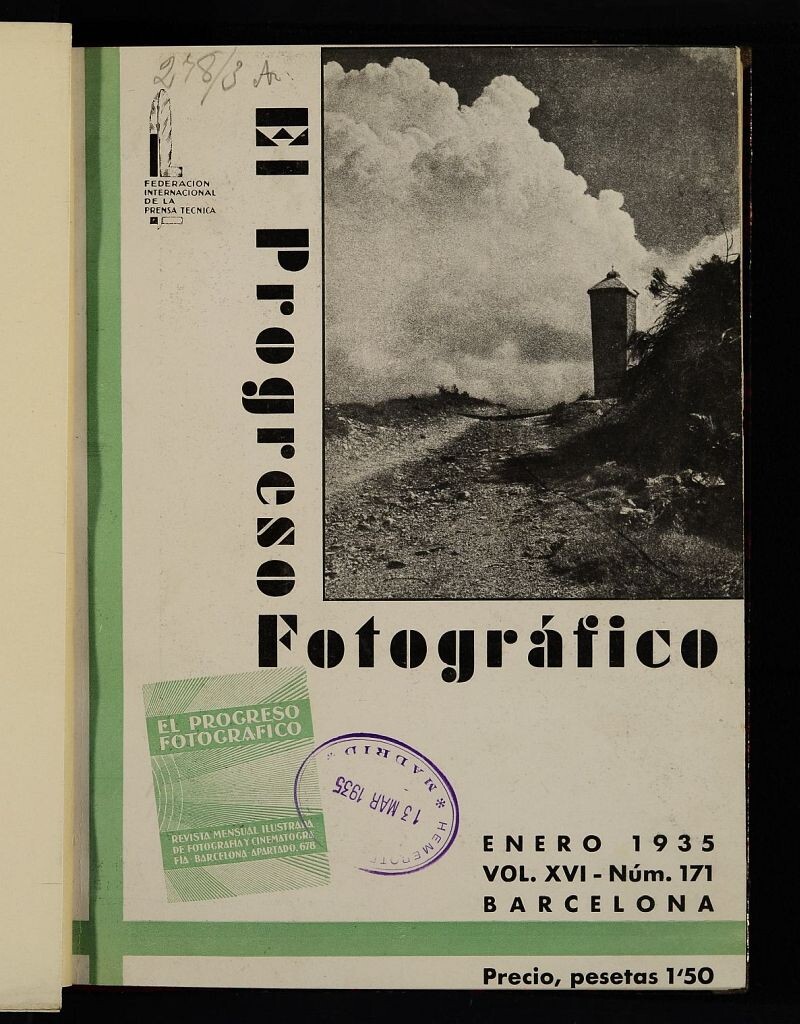 278/3 Ar.
FEDERACION
INTERNACIONAL
DE LA
PRENSA TECNICA
El Progreso
Fotográfico
EL PROGRESO
FOTOGRAFICO
REVISTA MENSUAL ILUSTRADA
DE FOTOGRAFIA Y CINEMATOGRA-
FIA - BARCELONA - APARTADO, 678
* MADRID *
13 MAR 1935
HEMEROTE
ENERO 1935
VOL. XVI - Núm. 171
BARCELONA
Precio, pesetas 1'50